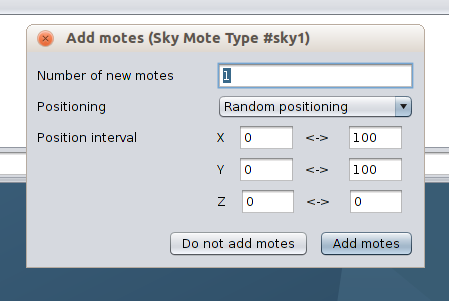 Add motes (Sky Mote Type #sky1)
Number of new motes 1
Positioning Random positioning
Position interval X 0 <-> 100
Y 0 <-> 100
Z 0 <-> 0
Do not add motes Add motes